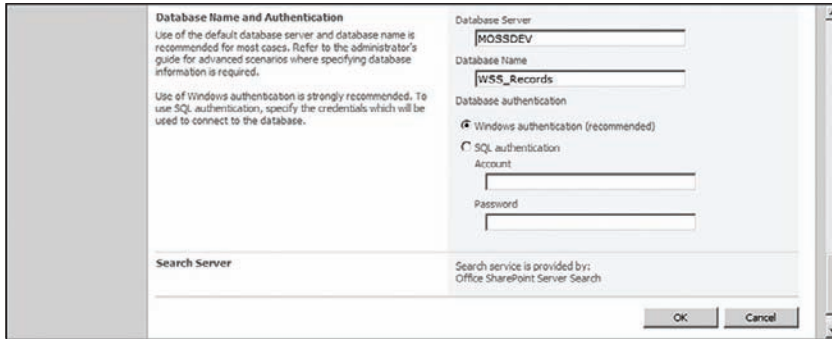 Database Name and Authentication
Use of the default database server and database name is
recommended for most cases. Refer to the administrator's
guide for advanced scenarios where specifying database
information is required.
Use of Windows authentication is strongly recommended. To
use SQL authentication, specify the credentials which will be
used to connect to the database.
Database Server
MOSSDEV
Database Name
WSS_Records
Database authentication
Windows authentication (recommended)
SQL authentication
Account
Password
Search Server
Search service is provided by:
Office SharePoint Server Search
OK
Cancel